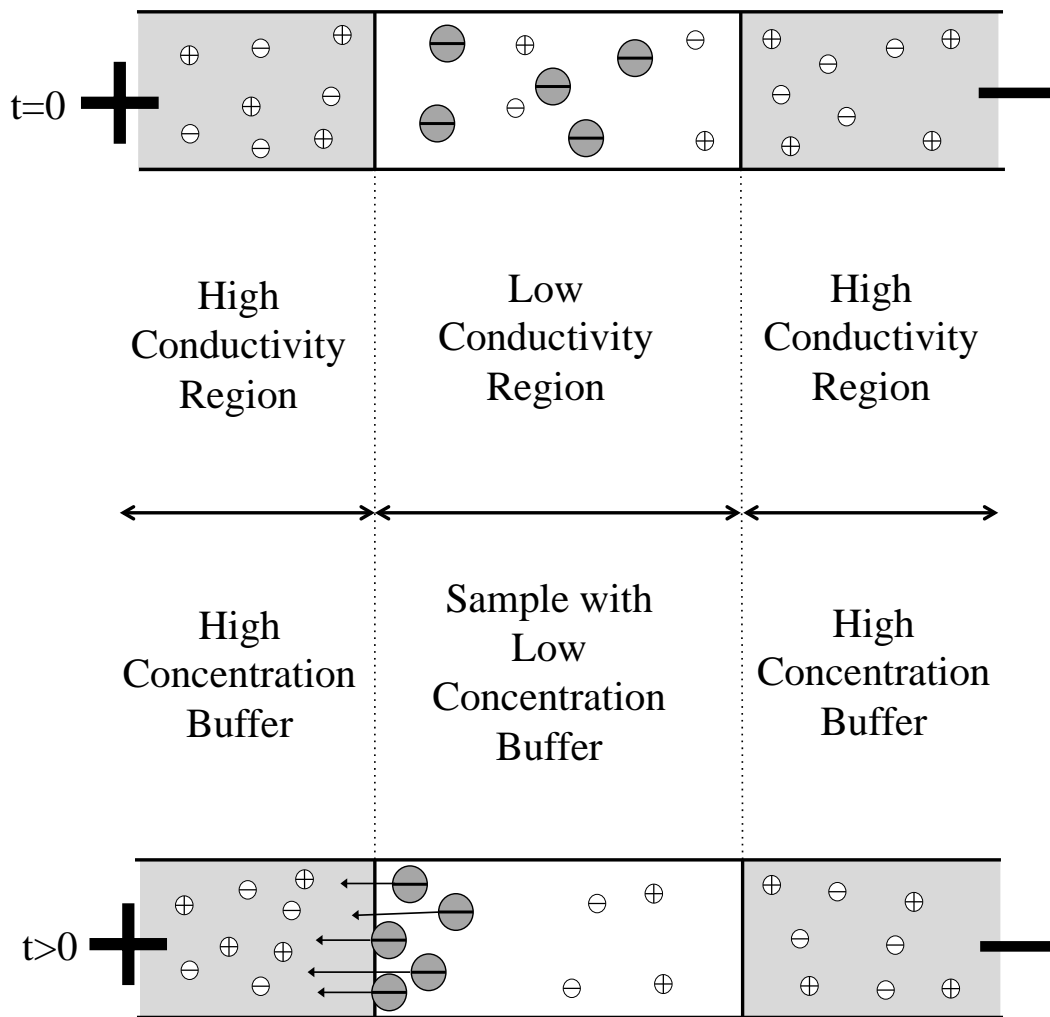 t=0
High
Conductivity
Region
Low
Conductivity
Region
High
Conductivity
Region
High
Concentration
Buffer
Sample with
Low
Concentration
Buffer
High
Concentration
Buffer
t>0